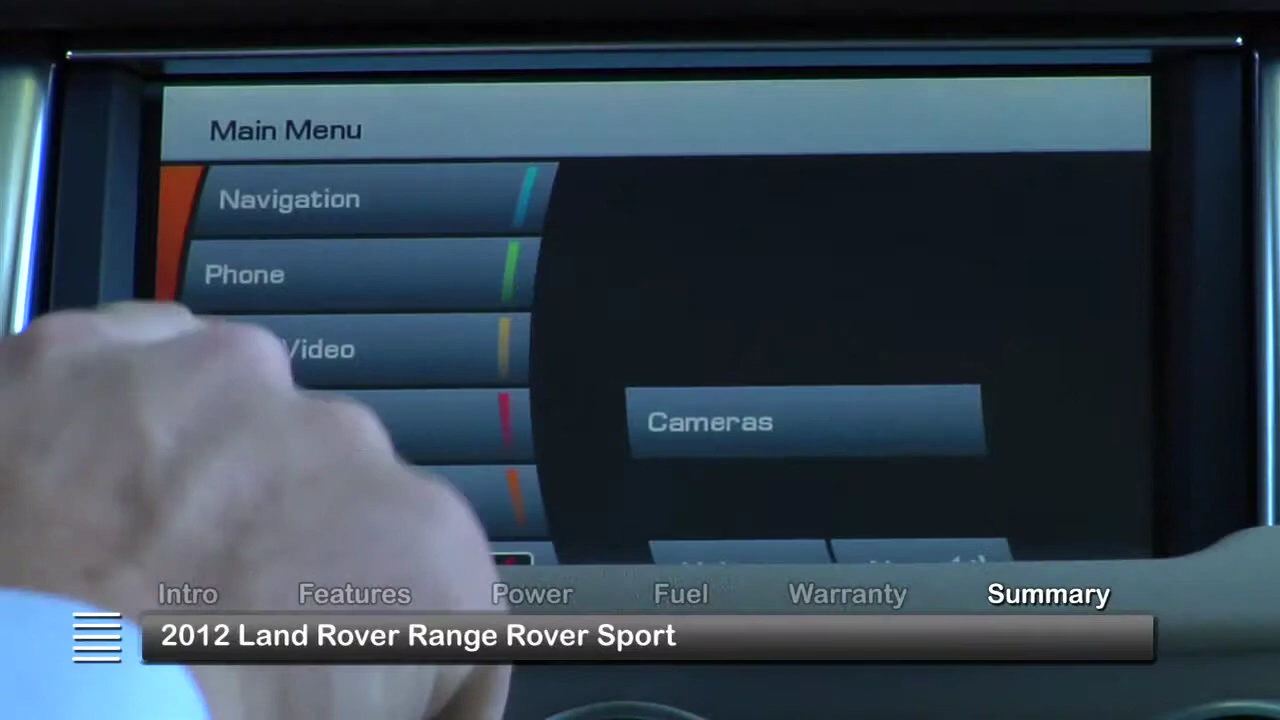 Main Menu
Navigation
Phone
Video
Cameras
Intro Features Power Fuel Warranty Summary
2012 Land Rover Range Rover Sport